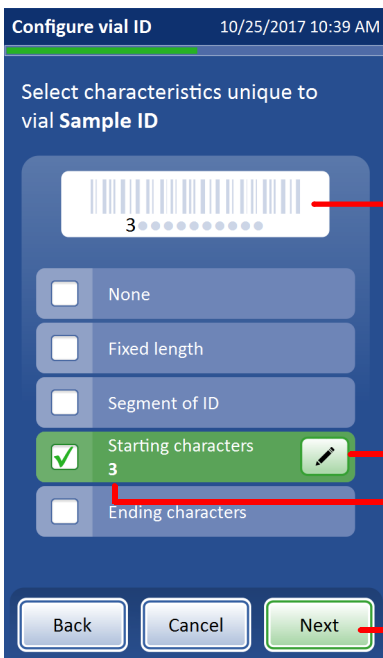 Configure vial ID 10/25/2017 10:39 AM
Select characteristics unique to
vial Sample ID
3
None
Fixed length
Segment of ID
Starting characters
3
Ending characters
Back Cancel Next